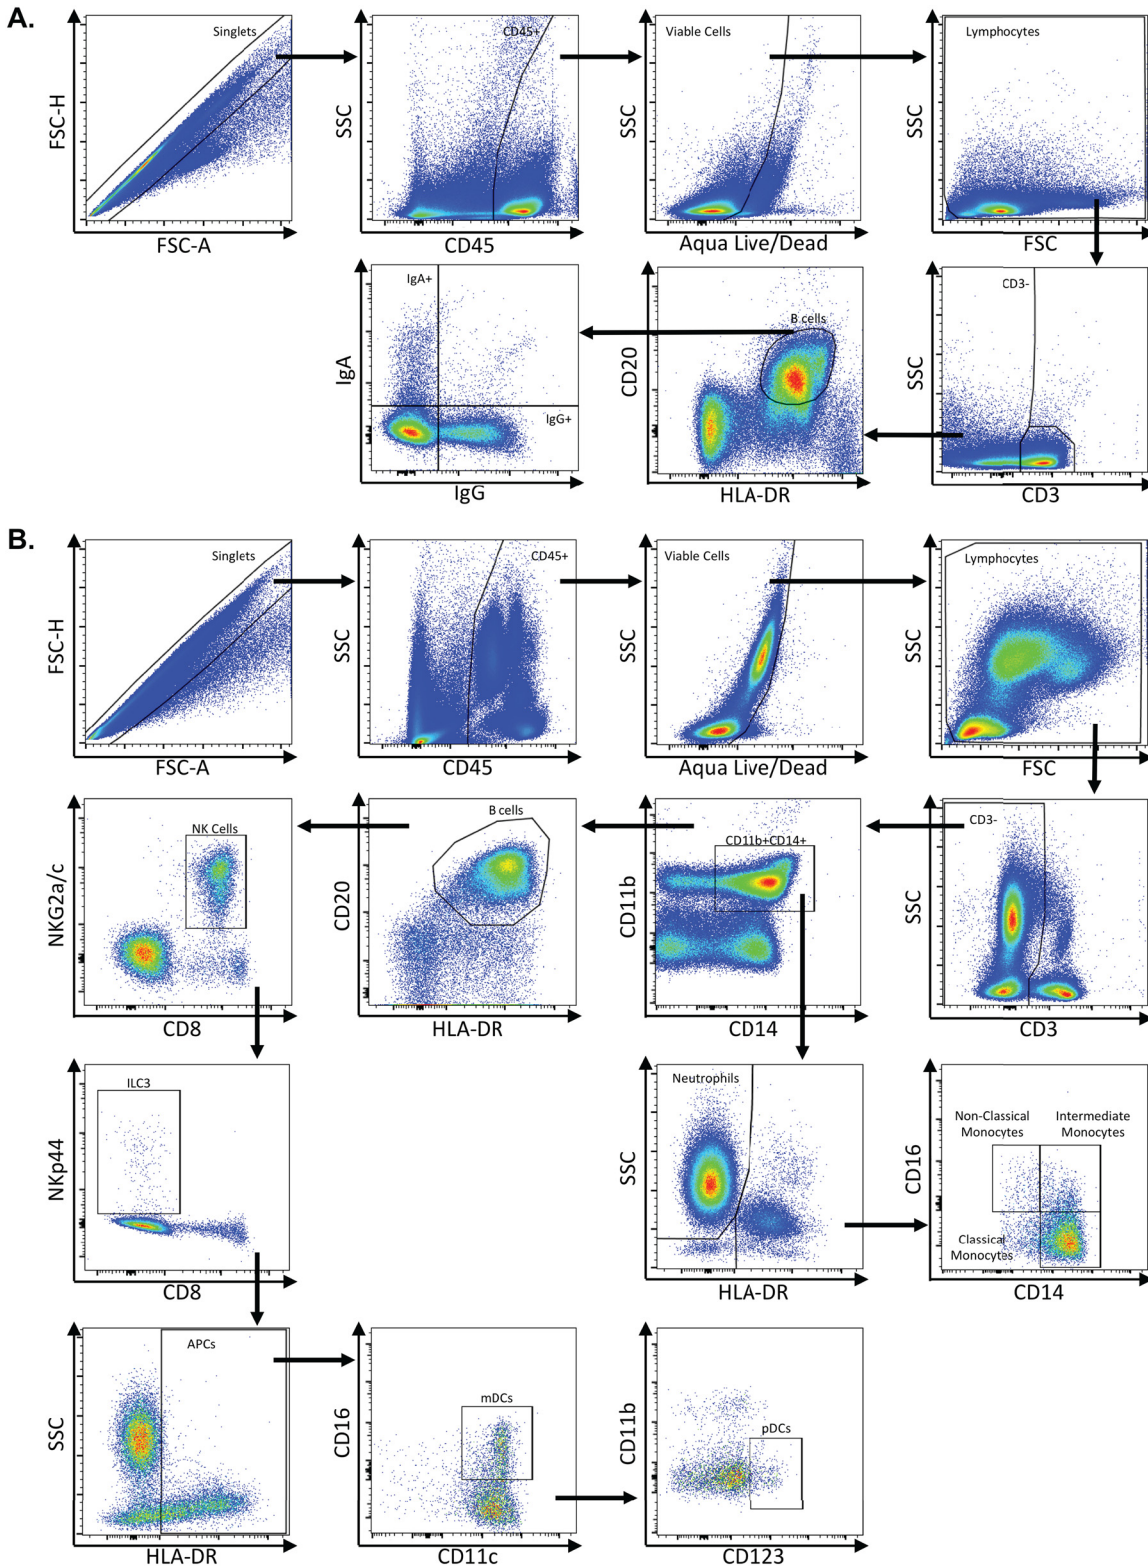 A.
Singlets
FSC-H
FSC-A
CD45+
SSC
CD45
Viable Cells
SSC
Aqua Live/Dead
Lymphocytes
SSC
FSC
IgA+
IgG+
IgA
IgG
B cells
CD20
HLA-DR
CD3-
SSC
CD3
B.
Singlets
FSC-H
FSC-A
CD45+
SSC
CD45
Viable Cells
SSC
Aqua Live/Dead
Lymphocytes
SSC
FSC
NK Cells
NKG2a/c
CD8
B cells
CD20
HLA-DR
CD11b+CD14+
CD11b
CD14
CD3-
SSC
CD3
ILC3
NKp44
CD8
Neutrophils
SSC
HLA-DR
Non-Classical
Monocytes
Intermediate
Monocytes
Classical
Monocytes
CD16
CD14
APCs
SSC
HLA-DR
mDCs
CD16
CD11c
pDCs
CD11b
CD123